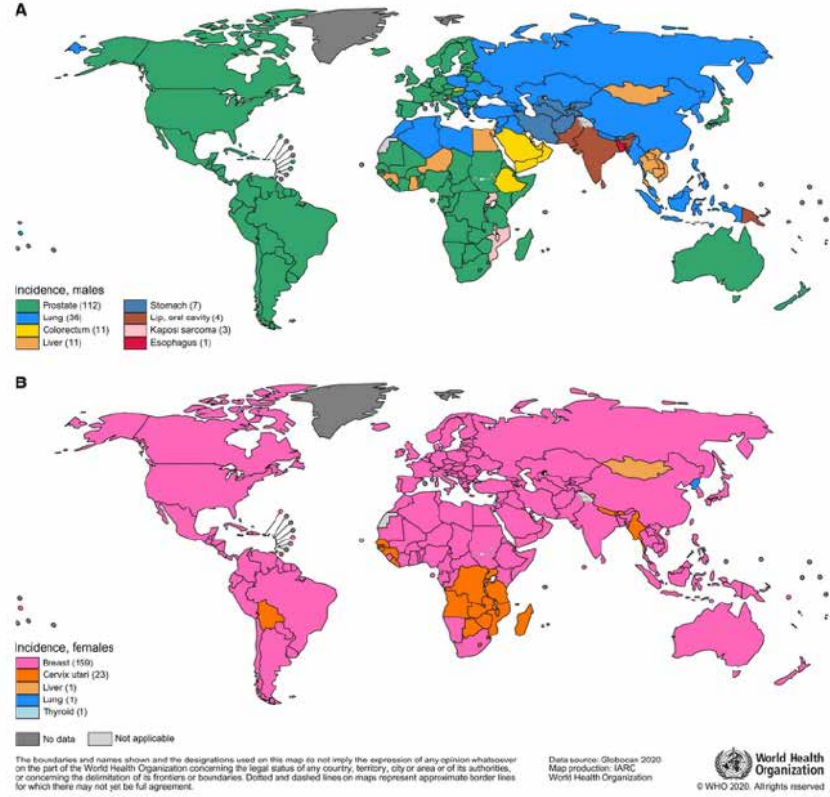 A
Incidence, males
Prostate (112)
Lung (36)
Colorectum (11)
Liver (11)
Stomach (7)
Lip, oral cavity (4)
Kaposi sarcoma (3)
Esophagus (1)
B
Incidence, females
Breast (159)
Cervix uteri (23)
Liver (1)
Lung (1)
Thyroid (1)
No data
Not applicable
The boundaries and names shown and the designations used on this map do not imply the expression of any opinion whatsoever
on the part of the World Health Organization concerning the legal status of any country, territory, city or area or of its authorities,
or concerning the delimitation of its frontiers or boundaries. Dotted and dashed lines on maps represent approximate border lines
for which there may not yet be full agreement.
Data source: Globocan 2020
Map production: IARC
World Health Organization
World Health
Organization
© WHO 2020. All rights reserved